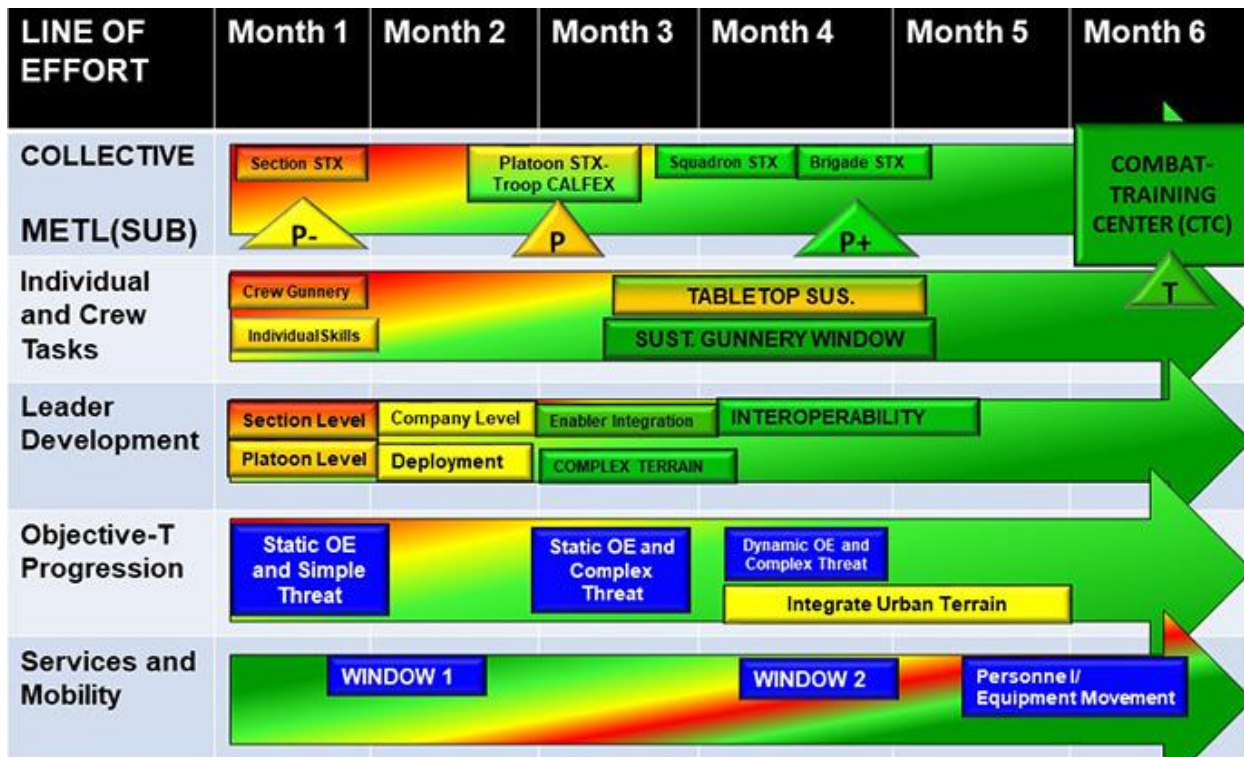 LINE OF
EFFORT
Month 1
Month 2
Month 3
Month 4
Month 5
Month 6
COLLECTIVE
METL(SUB)
Section STX
Platoon STX-
Troop CALFEX
Squadron STX
Brigade STX
COMBAT-
TRAINING
CENTER (CTC)
P-
P
P+
T
Individual
and Crew
Tasks
Crew Gunnery
Individual Skills
TABLETOP SUS.
SUST. GUNNERY WINDOW
Leader
Development
Section Level
Platoon Level
Company Level
Deployment
Enabler Integration
COMPLEX TERRAIN
INTEROPERABILITY
Objective-T
Progression
Static OE
and Simple
Threat
Static OE and
Complex
Threat
Dynamic OE and
Complex Threat
Integrate Urban Terrain
Services and
Mobility
WINDOW 1
WINDOW 2
Personnel/
Equipment Movement